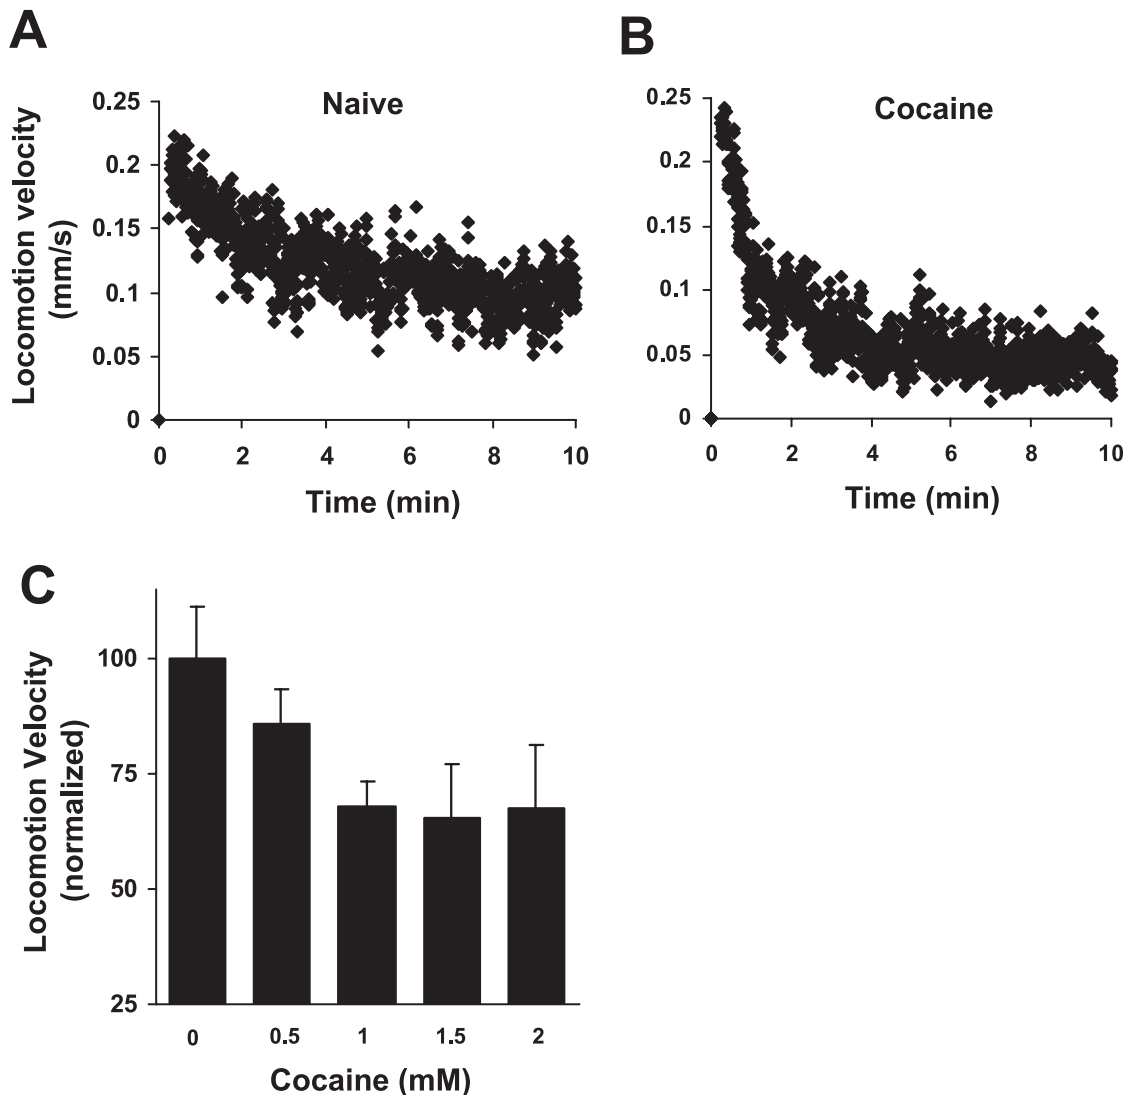 A
B
Naive
Cocaine
Locomotion velocity
(mm/s)
0.25
0.2
0.15
0.1
0.05
0
0 2 4 6 8 10
Time (min)
0.25
0.2
0.15
0.1
0.05
0
0 2 4 6 8 10
Time (min)
C
Locomotion Velocity
(normalized)
100
75
50
25
0 0.5 1 1.5 2
Cocaine (mM)